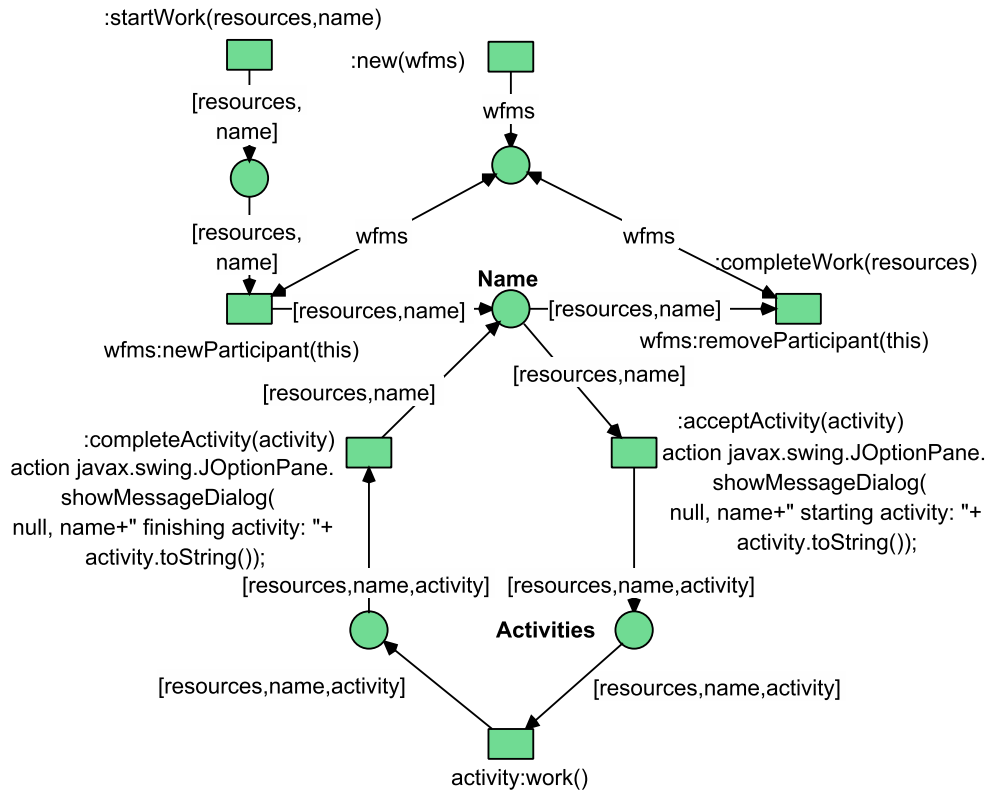 :startWork(resources,name)
:new(wfms)
[resources,
name]
wfms
[resources,
name]
wfms
wfms
:completeWork(resources)
Name
[resources,name]
[resources,name]
wfms:newParticipant(this)
wfms:removeParticipant(this)
[resources,name]
[resources,name]
:completeActivity(activity)
action javax.swing.JOptionPane.
showMessageDialog(
null, name+" finishing activity: "+
activity.toString());
:acceptActivity(activity)
action javax.swing.JOptionPane.
showMessageDialog(
null, name+" starting activity: "+
activity.toString());
[resources,name,activity]
[resources,name,activity]
Activities
[resources,name,activity]
[resources,name,activity]
activity:work()